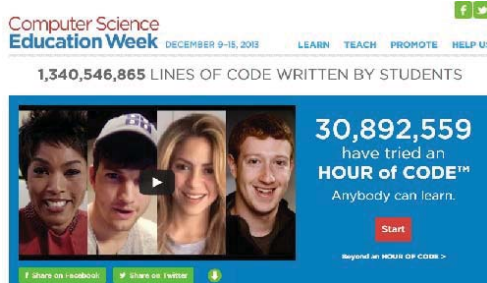 Computer Science
Education Week DECEMBER 9-15, 2013 LEARN TEACH PROMOTE HELP US
1,340,546,865 LINES OF CODE WRITTEN BY STUDENTS
30,892,559
have tried an
HOUR of CODE™
Anybody can learn.
Start
Beyond an HOUR OF CODE >
f Share on Facebook Share on Twitter